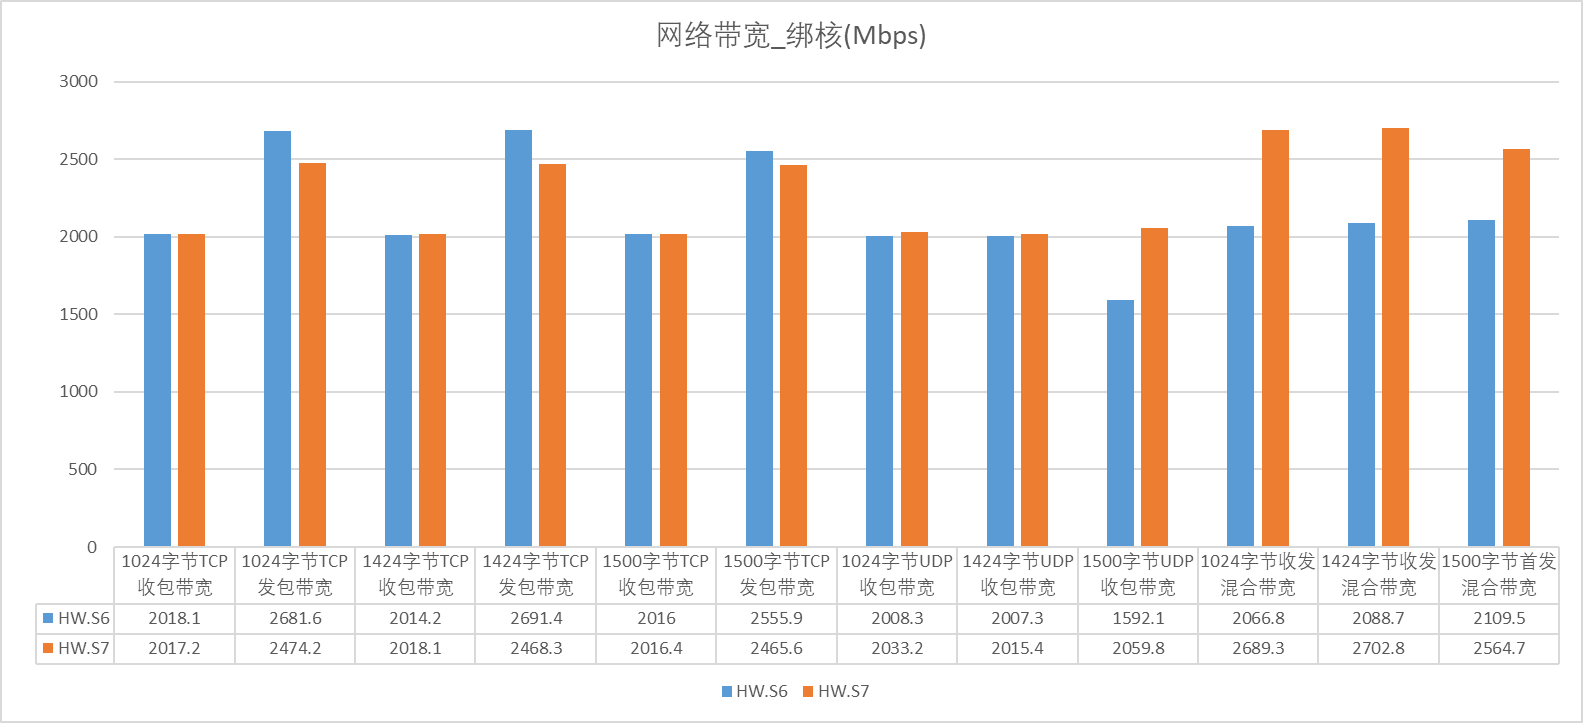 网络带宽_绑核(Mbps)
3000
2500
2000
1500
1000
500
0
1024字节TCP收包带宽 1024字节TCP发包带宽 1424字节TCP收包带宽 1424字节TCP发包带宽 1500字节TCP收包带宽 1500字节TCP发包带宽 1024字节UDP收包带宽 1424字节UDP收包带宽 1500字节UDP收包带宽 1024字节收发混合带宽 1424字节收发混合带宽 1500字节首发混合带宽
HW.S6 2018.1 2681.6 2014.2 2691.4 2016 2555.9 2008.3 2007.3 1592.1 2066.8 2088.7 2109.5
HW.S7 2017.2 2474.2 2018.1 2468.3 2016.4 2465.6 2033.2 2015.4 2059.8 2689.3 2702.8 2564.7
HW.S6 HW.S7